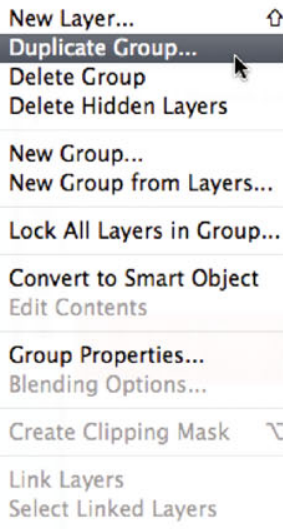 New Layer... ⇧
Duplicate Group...
Delete Group
Delete Hidden Layers
New Group...
New Group from Layers...
Lock All Layers in Group...
Convert to Smart Object
Edit Contents
Group Properties...
Blending Options...
Create Clipping Mask ⌥
Link Layers
Select Linked Layers